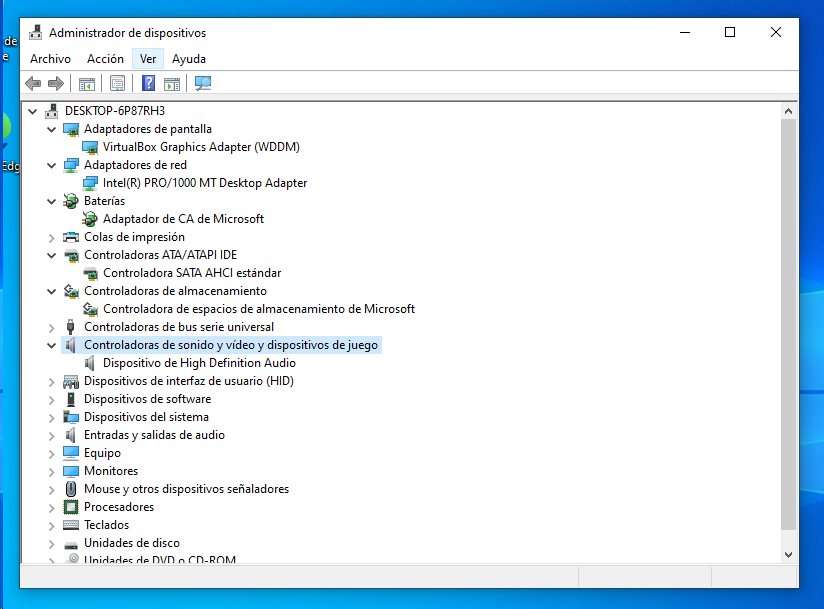 de
e
Edg
Administrador de dispositivos
Archivo Acción Ver Ayuda
DESKTOP-6P87RH3
Adaptadores de pantalla
VirtualBox Graphics Adapter (WDDM)
Adaptadores de red
Intel(R) PRO/1000 MT Desktop Adapter
Baterías
Adaptador de CA de Microsoft
Colas de impresión
Controladoras ATA/ATAPI IDE
Controladora SATA AHCI estándar
Controladoras de almacenamiento
Controladora de espacios de almacenamiento de Microsoft
Controladoras de bus serie universal
Controladoras de sonido y vídeo y dispositivos de juego
Dispositivo de High Definition Audio
Dispositivos de interfaz de usuario (HID)
Dispositivos de software
Dispositivos del sistema
Entradas y salidas de audio
Equipo
Monitores
Mouse y otros dispositivos señaladores
Procesadores
Teclados
Unidades de disco
Unidades de DVD o CD-ROM